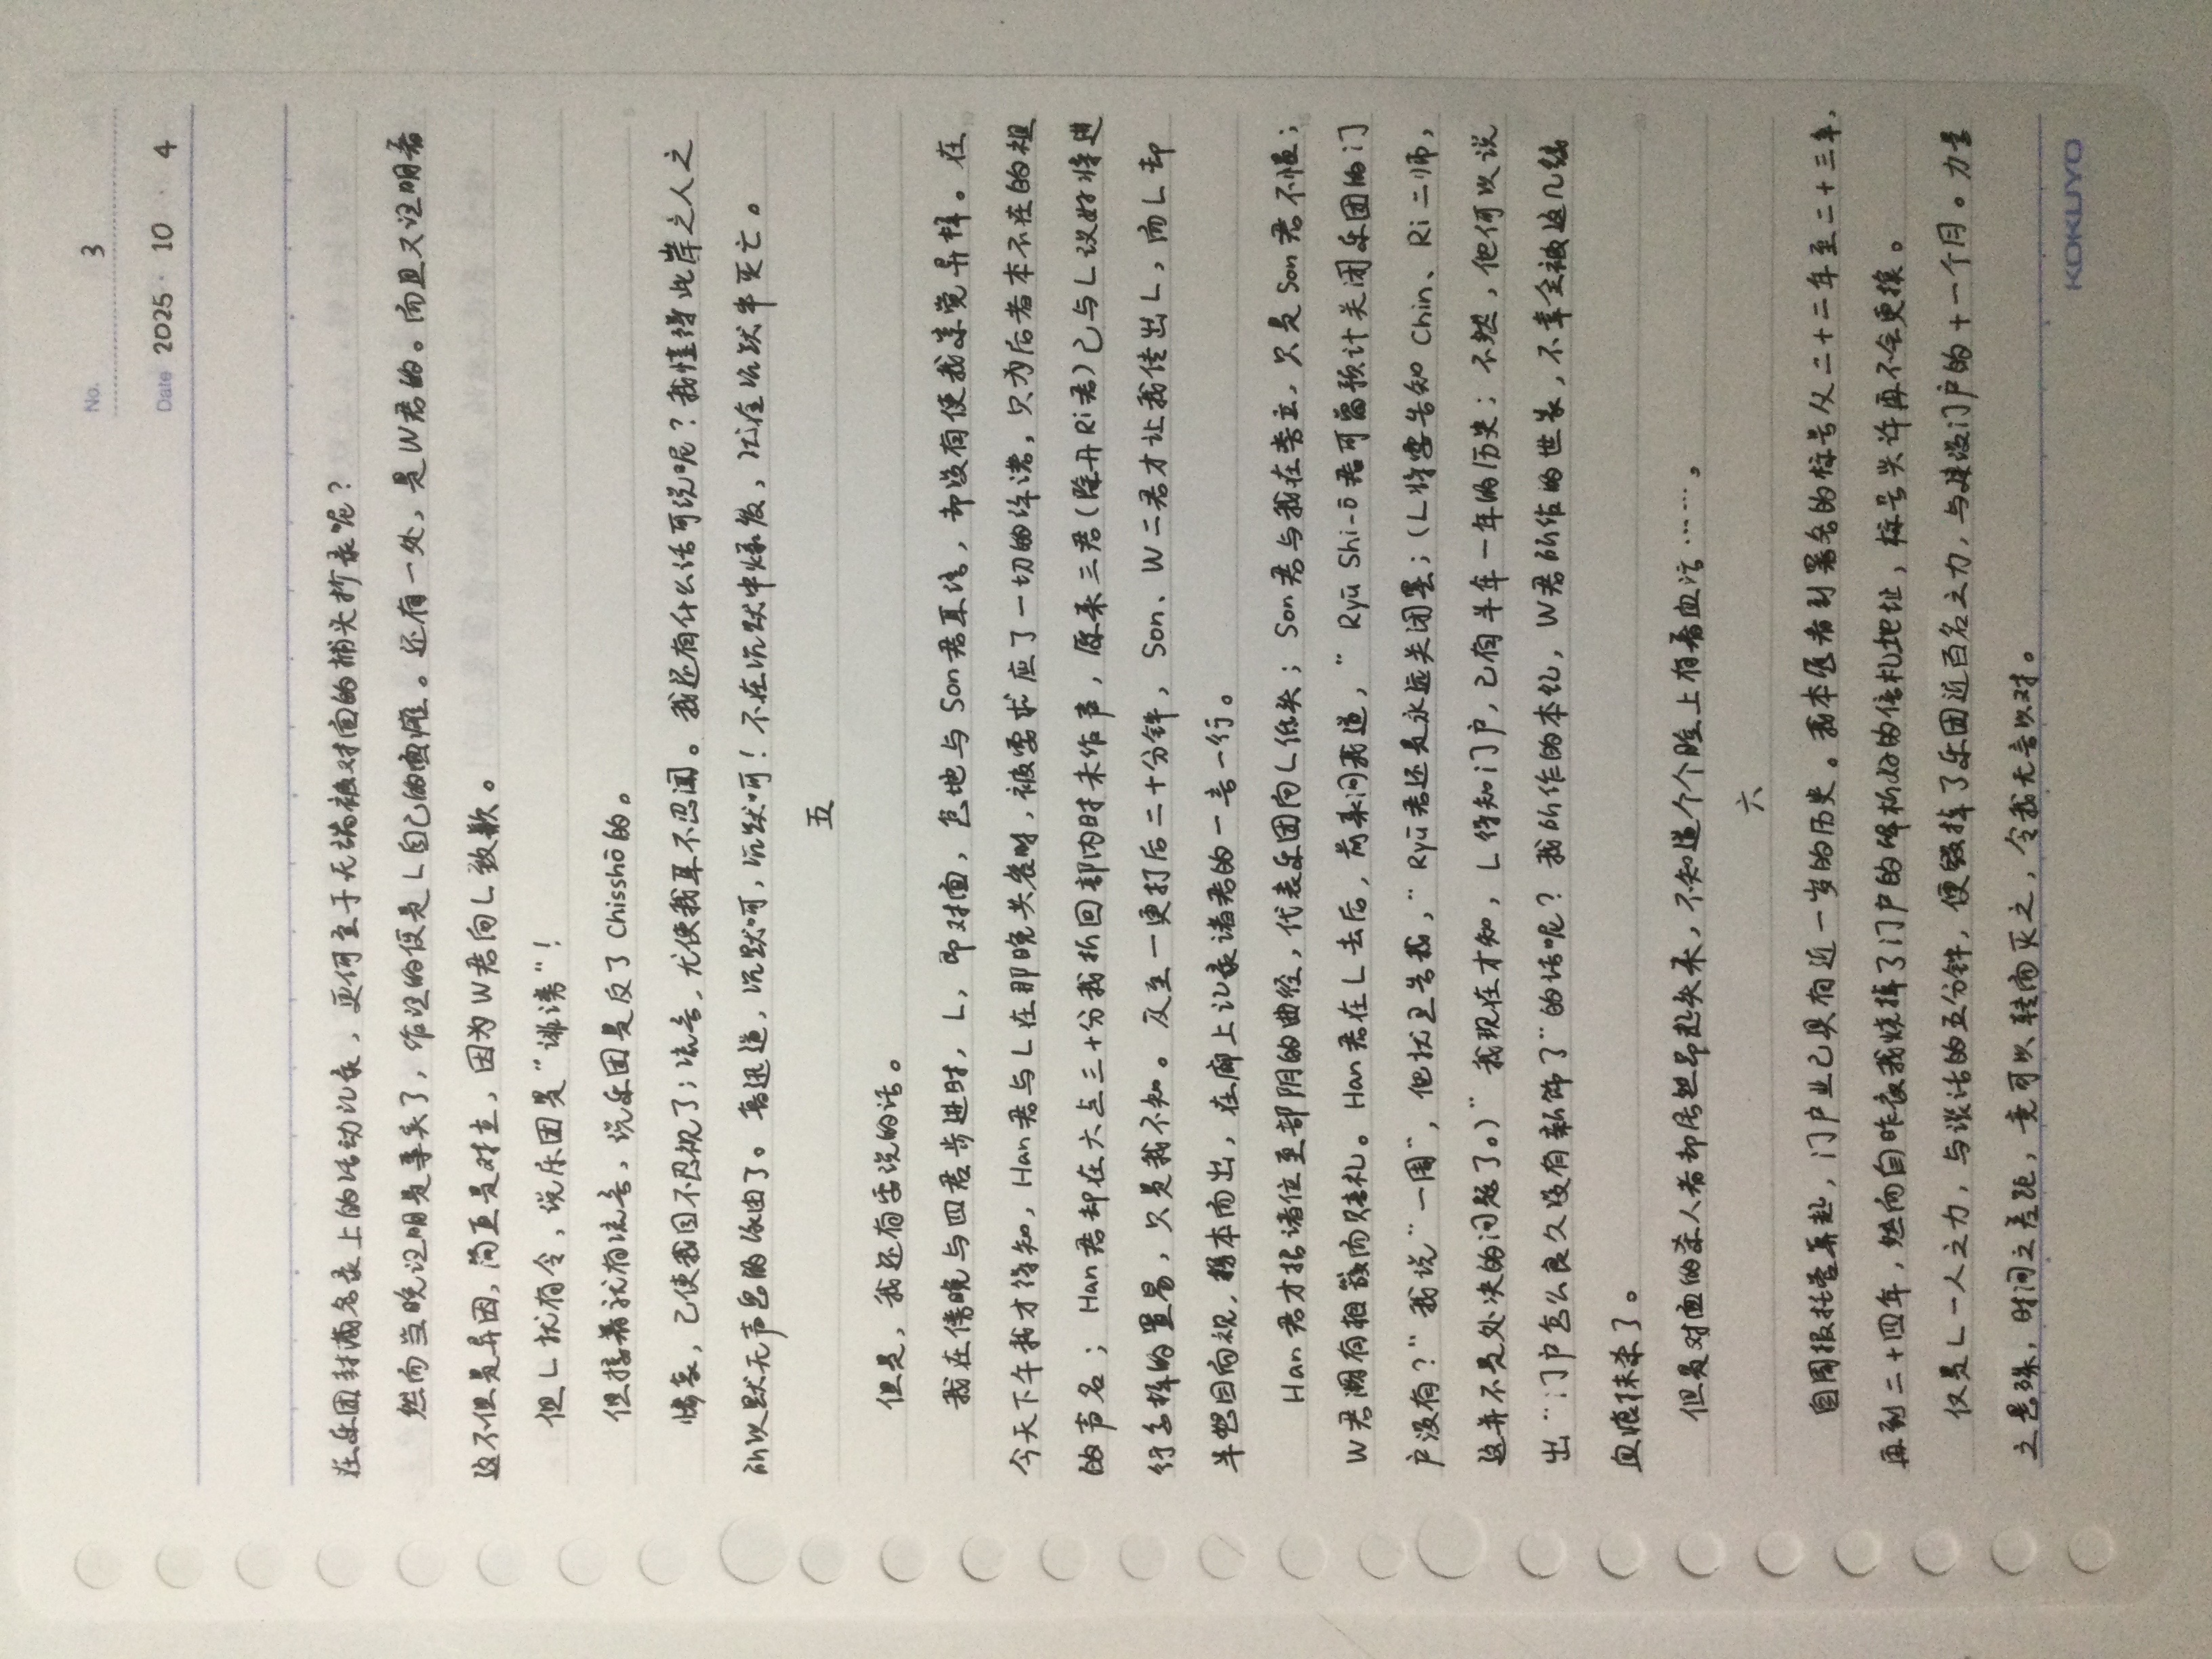 No. 3
Date 2025 · 10 · 4
在乐团封藏名录上的活动记录，更何至于无端被对面的捕头抄录呢？
然而当晚证明是事实了，作证的便是L自己的面瘫。还有一处，是W君的。而且又证明着
这不但是异因，简直是对立，因为W君向L致歉。
但L就有令，说乐团是“诽谤”！
但接着就有流言，说乐团是反了Chisshō的。
惨象，已使我目不忍视了；流言，尤使我耳不忍闻。我还有什么话可说呢？我懂得此岸之人之
所以默无声息的缘由了。鲁迅道，沉默呵，沉默呵！不在沉默中爆发，就在沉默中灭亡。
五
但是，我还有要说的话。
我在傍晚与四君步进时，L，即对面，忽地与Son君耳语，却没有使我亲觉异样。在
今天下午我才得知，Han君与L在那晚共客时，被要求应了一切的许诺，只为后者本不在的祖
的声名；Han君却在六点三十分我折回部内时未作声，原来三君（除开Ri君）已与L议好将进
行怎样的置易，只是我不知。及至一更打后二十分钟，Son、W二君才让我传出L，而L却
半怒目向视，携本而出，在廊上记录诸君的一言一行。
Han君才招诸位至部阴的曲径，代表乐团向L低头；Son君与我在旁立，只是Son君不惧；
W君溯有相 而赔礼。Han君在L去后，前来问我道，“Ryū Shi-ō君可曾预计关闭乐团的门
户没有？”我说“一周”，他就正告我，“Ryū君还是永远关闭罢；（L将要告知Chin、Ri二师，
这并不是处决的问题了。）”我现在才知，L得知门户，已有半年一年的历史；不然，他何以说
出“门户怎么良久没有新饰了”的话呢？我所作的本纪，W君所作的世家，不幸全被这几缕
血痕抹杀了。
但是对面的杀人者却居然昂起头来，不知道个个脸上有着血污……。
六
自周报托管算起，门户业已具有近一岁的历史。我本愿看到署名的标号从二十二年至二十三年，
再到二十四年，然而自昨夜我烧掉了门户的解析好的信札地址，标号兴许再不会更换。
仅是L一人之力，与谈话的五分钟，便毁掉了乐团近百名之力，与建设门户的十一个月。力量
之悬殊，时间之差距，竟可以转而灭之，令我无言以对。
KOKUYO